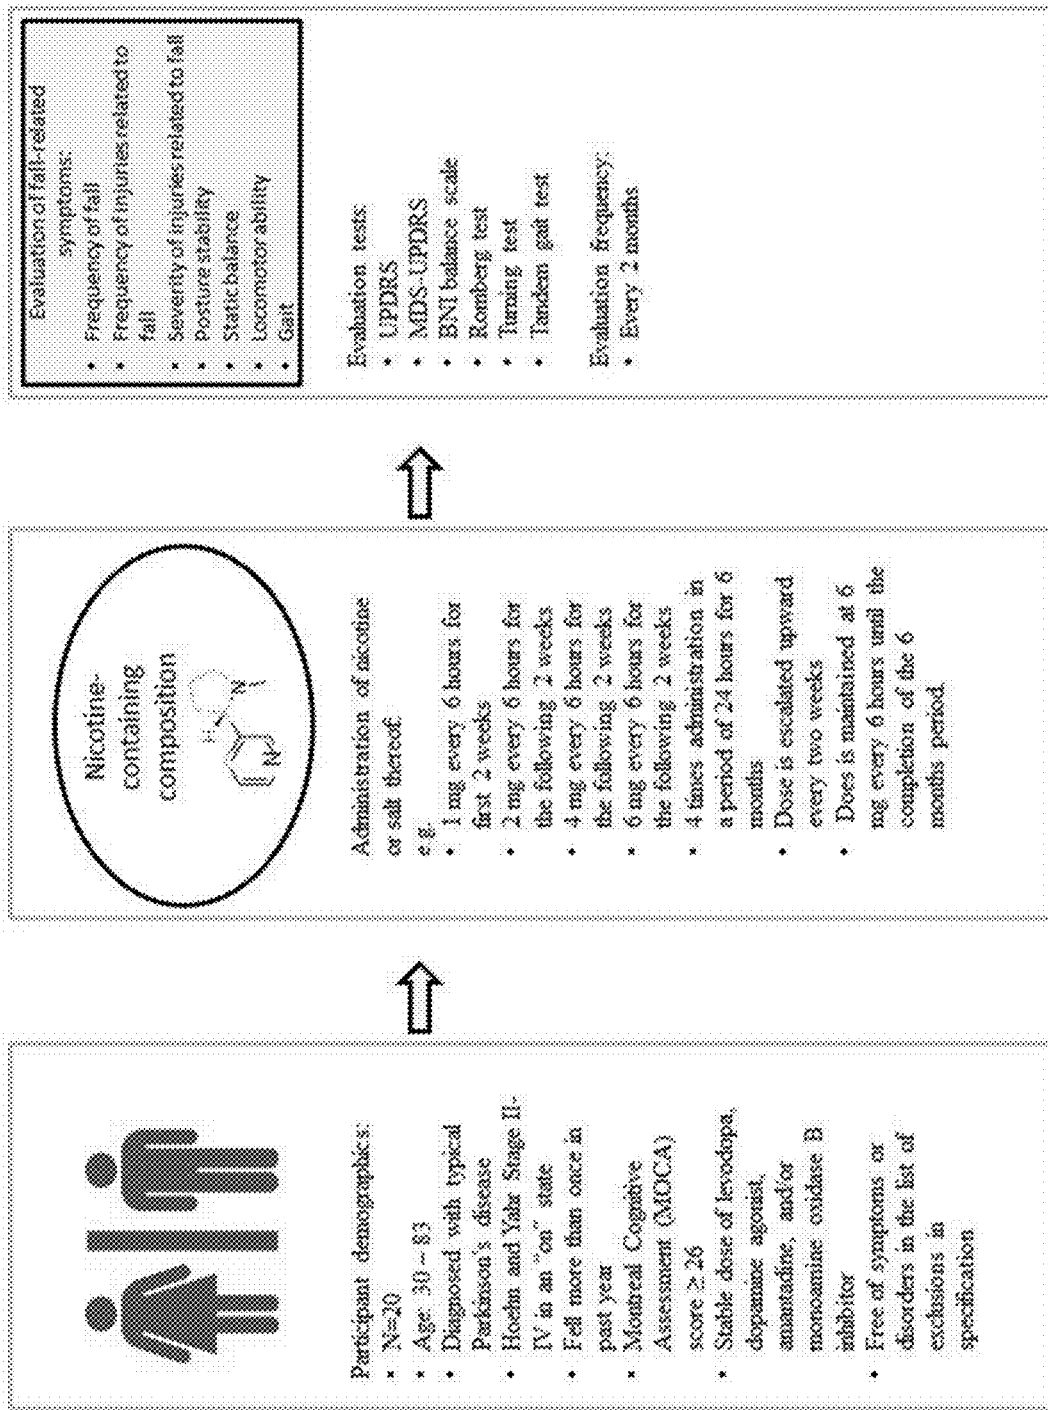 Participant demographics:
• N=20
• Age: 30 – 83
• Diagnosed with typical
Parkinson's disease
• Hoehn and Yahr Stage II-
IV in an "on" state
• Fell more than once in
past year
• Montreal Cognitive
Assessment (MOCA)
score ≥ 26
• Stable dose of levodopa,
dopamine agonist,
amantadine, and/or
monoamine oxidase B
inhibitor
• Free of symptoms or
disorders in the list of
exclusions in
specification
Nicotine-
containing
composition
H
N
N
Administration of nicotine
or salt thereof:
e.g.
• 1 mg every 6 hours for
first 2 weeks
• 2 mg every 6 hours for
the following 2 weeks
• 4 mg every 6 hours for
the following 2 weeks
• 6 mg every 6 hours for
the following 2 weeks
• 4 times administration in
a period of 24 hours for 6
months
• Dose is escalated upward
every two weeks
• Does is maintained at 6
mg every 6 hours until the
completion of the 6
months period.
Evaluation of fall-related
symptoms:
• Frequency of fall
• Frequency of injuries related to
fall
• Severity of injuries related to fall
• Posture stability
• Static balance
• Locomotor ability
• Gait
Evaluation tests:
• UPDRS
• MDS-UPDRS
• BNI balance scale
• Romberg test
• Turning test
• Tandem gait test
Evaluation frequency:
• Every 2 months